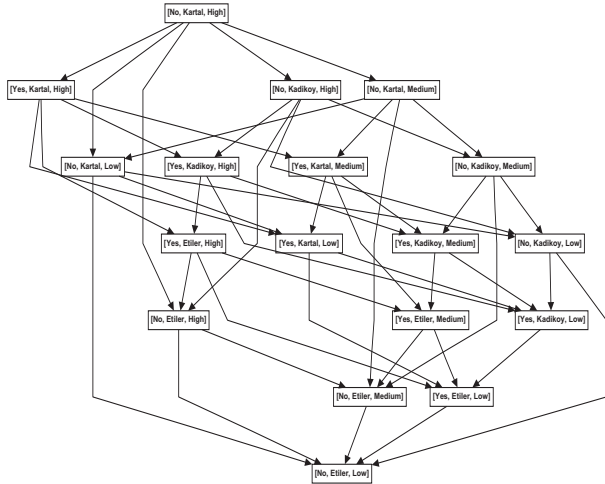 [No, Kartal, High]
[Yes, Kartal, High]
[No, Kadikoy, High]
[No, Kartal, Medium]
[No, Kartal, Low]
[Yes, Kadikoy, High]
[Yes, Kartal, Medium]
[No, Kadikoy, Medium]
[Yes, Etiler, High]
[Yes, Kartal, Low]
[Yes, Kadikoy, Medium]
[No, Kadikoy, Low]
[No, Etiler, High]
[Yes, Etiler, Medium]
[Yes, Kadikoy, Low]
[No, Etiler, Medium]
[Yes, Etiler, Low]
[No, Etiler, Low]